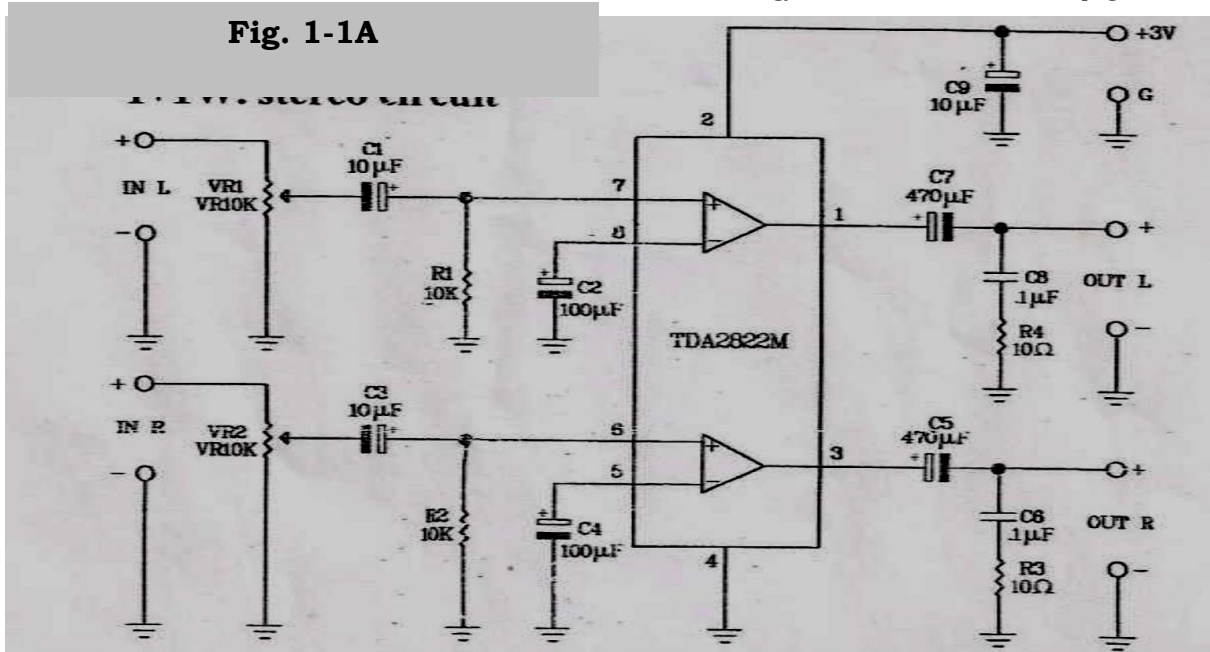 Fig. 1-1A
stereo circuit
+3V
C9
10µF
G
2
+
C1
10µF
IN L
VR1
VR10K
-
7
8
+
-
R1
10K
+
C2
100µF
1
C7
470µF
+
C8
.1µF
OUT L
R4
10Ω
-
TDA2822M
+
C3
10µF
IN R
VR2
VR10K
-
6
5
+
-
R2
10K
+
C4
100µF
4
3
C5
470µF
+
C6
.1µF
OUT R
R3
10Ω
-